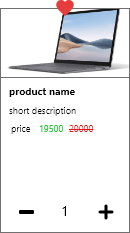 product name
short description
price 19500 20000
1